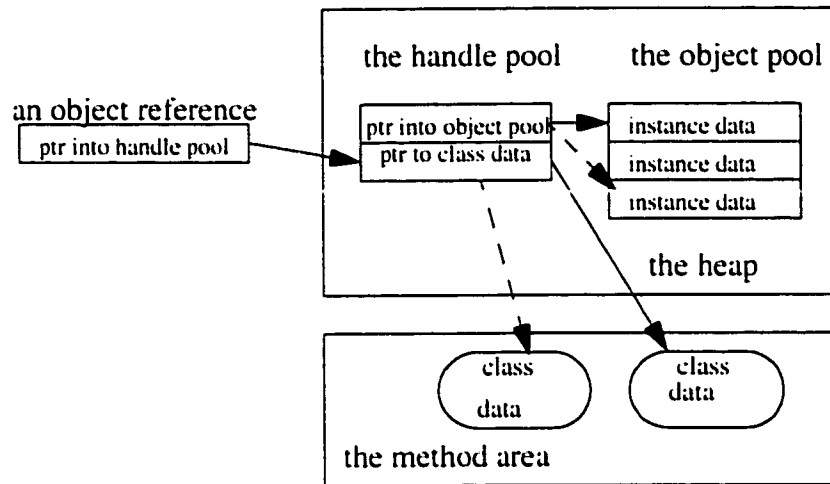 the handle pool
the object pool
an object reference
ptr into handle pool
ptr into object pool
ptr to class data
instance data
instance data
instance data
the heap
class
data
class
data
the method area